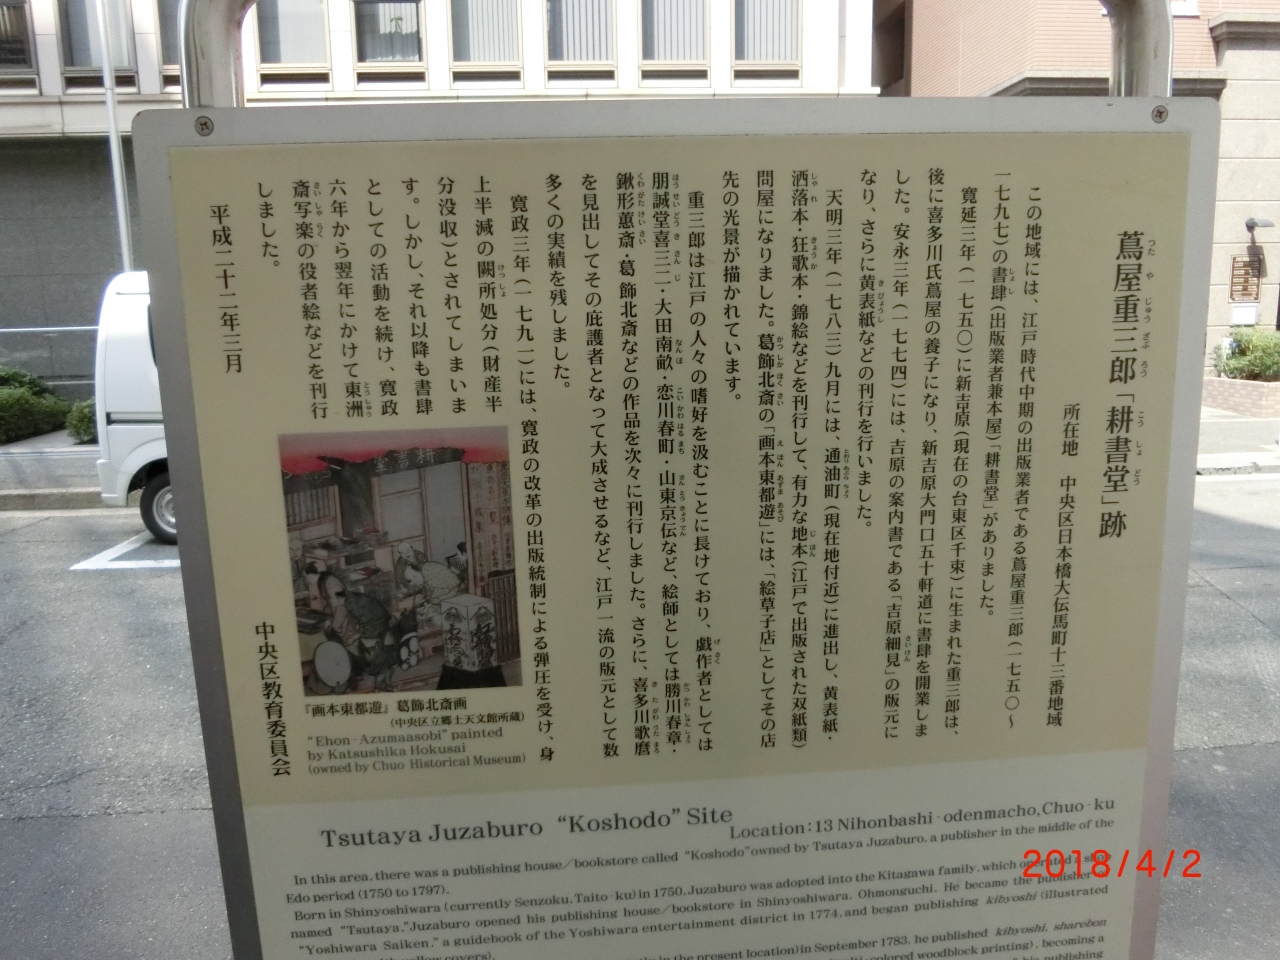 蔦屋重三郎「耕書堂」跡
所在地 中央区日本橋大伝馬町十三番地域
この地域には、江戸時代中期の出版業者である蔦屋重三郎(一七五〇～
一七九七)の書肆(出版業者兼本屋)「耕書堂」がありました。
寛延三年(一七五〇)に新吉原(現在の台東区千束)に生まれた重三郎は、
後に喜多川氏蔦屋の養子になり、新吉原大門口五十軒道に書肆を開業しま
した。安永三年(一七七四)には、吉原の案内書である「吉原細見」の版元に
なり、さらに黄表紙などの刊行を行いました。
天明三年(一七八三)九月には、通油町(現在地付近)に進出し、黄表紙・
洒落本・狂歌本・錦絵などを刊行して、有力な地本(江戸で出版された双紙類)
問屋になりました。葛飾北斎の「画本東都遊」には、「絵草子店」としてその店
先の光景が描かれています。
重三郎は江戸の人々の嗜好を汲むことに長けており、戯作者としては
朋誠堂喜三二・大田南畝・恋川春町・山東京伝など、絵師としては勝川春章・
鍬形蕙斎・葛飾北斎などの作品を次々に刊行しました。さらに、喜多川歌麿
を見出してその庇護者となって大成させるなど、江戸一流の版元として数
多くの実績を残しました。
寛政三年(一七九一)には、寛政の改革の出版統制による弾圧を受け、身
上半減の闕所処分(財産半
分没収)とされてしまいま
す。しかし、それ以降も書肆
としての活動を続け、寛政
六年から翌年にかけて東洲
斎写楽の役者絵などを刊行
しました。
平成二十二年三月
中央区教育委員会
堂書耕
『画本東都遊』葛飾北斎画
(中央区立郷土天文館所蔵)
"Ehon-Azumaasobi" painted
by Katsushika Hokusai
(owned by Chuo Historical Museum)
Tsutaya Juzaburo "Koshodo" Site
Location:13 Nihonbashi-odenmacho,Chuo-ku
In this area, there was a publishing house/bookstore called "Koshodo"owned by Tsutaya Juzaburo, a publisher in the middle of the
Edo period (1750 to 1797).
Born in Shinyoshiwara (currently Senzoku, Taito-ku) in 1750, Juzaburo was adopted into the Kitagawa family, which operated a shop
named "Tsutaya."Juzaburo opened his publishing house/bookstore in Shinyoshiwara, Ohmonguchi. He became the publisher
"Yoshiwara Saiken," a guidebook of the Yoshiwara entertainment district in 1774, and began publishing kibyoshi (illustrated
yellow covers).
in the present location) in September 1783, he published kibyoshi, sharebon
-colored woodblock printing), becoming a
his publishing
2018/4/2